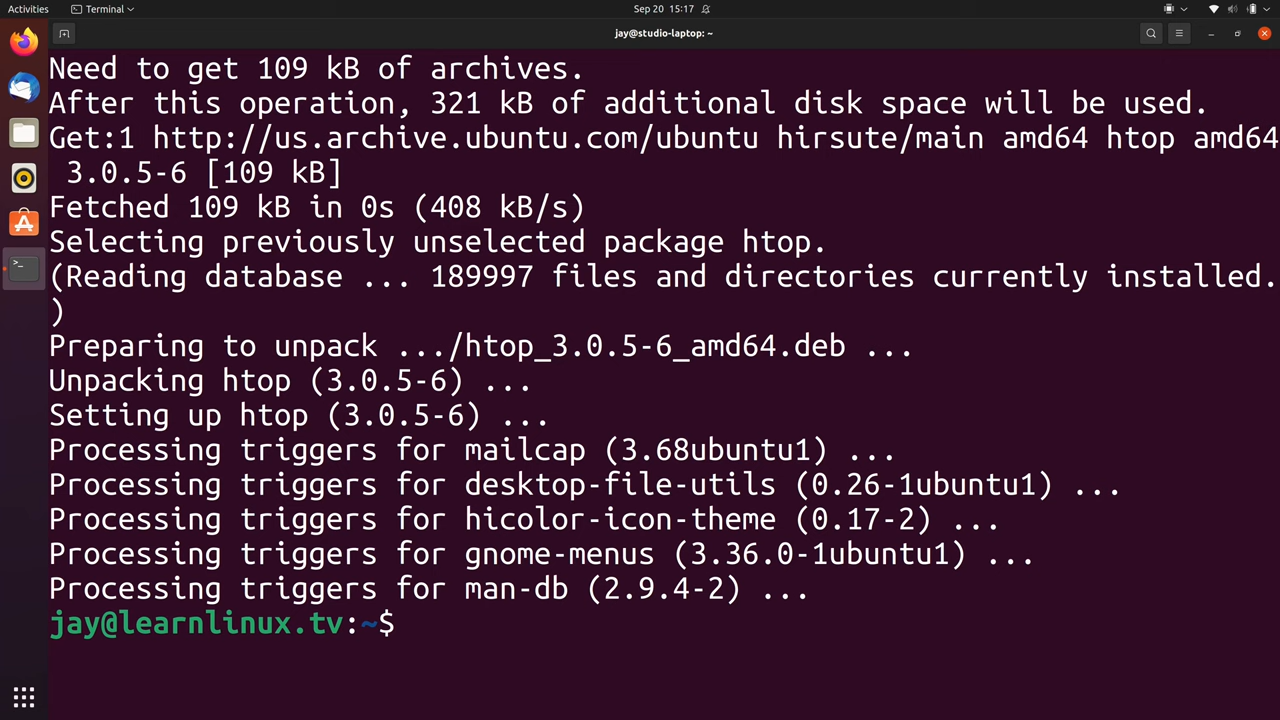 Activities
Terminal
Sep 20 15:17
jay@studio-laptop: ~
Need to get 109 kB of archives.
After this operation, 321 kB of additional disk space will be used.
Get:1 http://us.archive.ubuntu.com/ubuntu hirsute/main amd64 htop amd64
 3.0.5-6 [109 kB]
Fetched 109 kB in 0s (408 kB/s)
Selecting previously unselected package htop.
(Reading database ... 189997 files and directories currently installed.
)
Preparing to unpack .../htop_3.0.5-6_amd64.deb ...
Unpacking htop (3.0.5-6) ...
Setting up htop (3.0.5-6) ...
Processing triggers for mailcap (3.68ubuntu1) ...
Processing triggers for desktop-file-utils (0.26-1ubuntu1) ...
Processing triggers for hicolor-icon-theme (0.17-2) ...
Processing triggers for gnome-menus (3.36.0-1ubuntu1) ...
Processing triggers for man-db (2.9.4-2) ...
jay@learnlinux.tv:~$